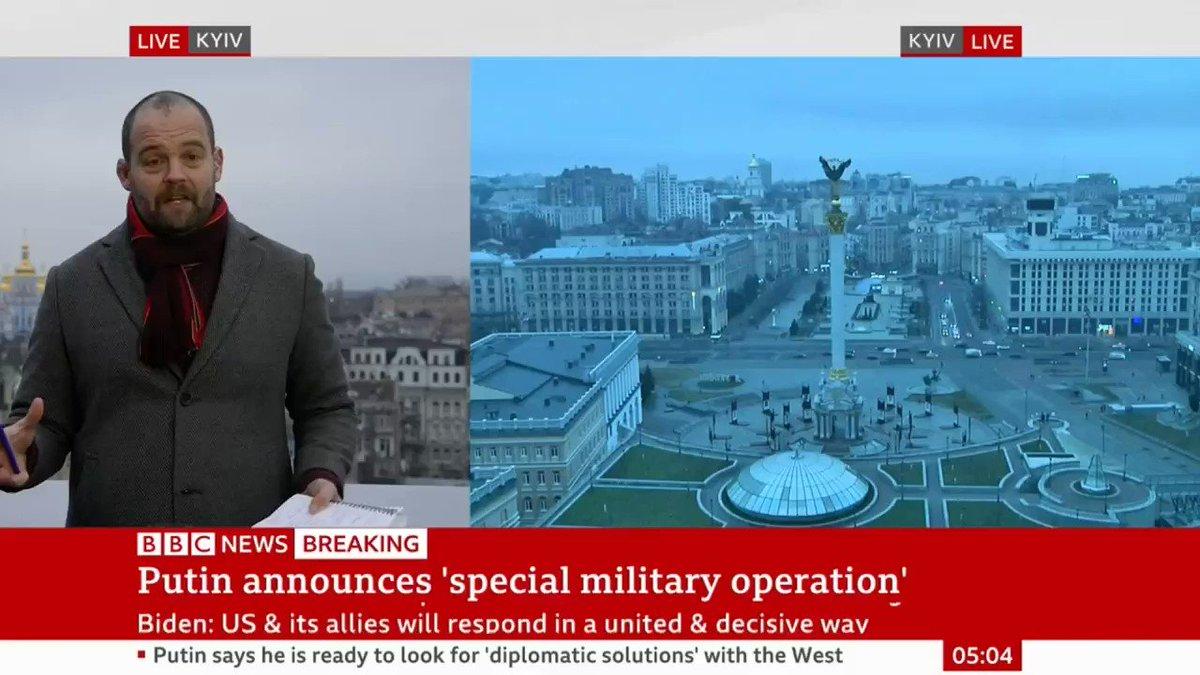 LIVE KYIV
KYIV LIVE
BBC NEWS BREAKING
Putin announces 'special military operation'
Biden: US & its allies will respond in a united & decisive way
Putin says he is ready to look for 'diplomatic solutions' with the West
05:04